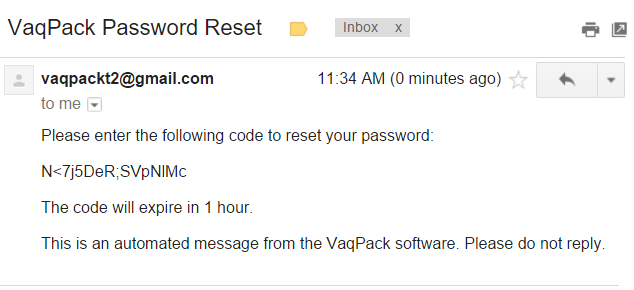 VaqPack Password Reset Inbox x
vaqpackt2@gmail.com 11:34 AM (0 minutes ago)
to me
Please enter the following code to reset your password:
N<7j5DeR;SVpNlMc
The code will expire in 1 hour.
This is an automated message from the VaqPack software. Please do not reply.